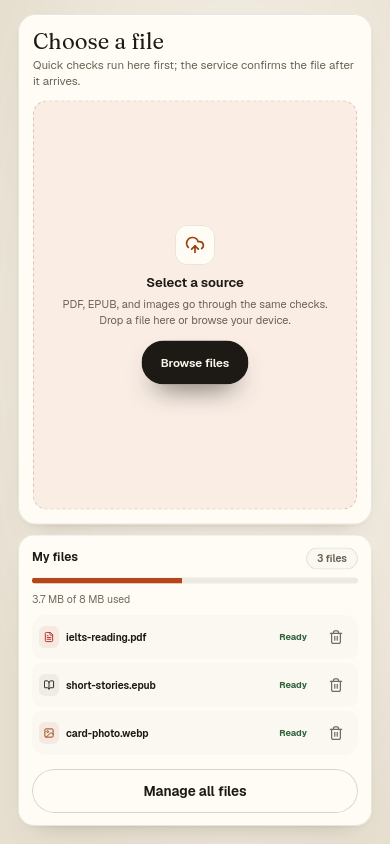 Choose a file
Quick checks run here first; the service confirms the file after
it arrives.
Select a source
PDF, EPUB, and images go through the same checks.
Drop a file here or browse your device.
Browse files
My files
3 files
3.7 MB of 8 MB used
ielts-reading.pdf
Ready
short-stories.epub
Ready
card-photo.webp
Ready
Manage all files